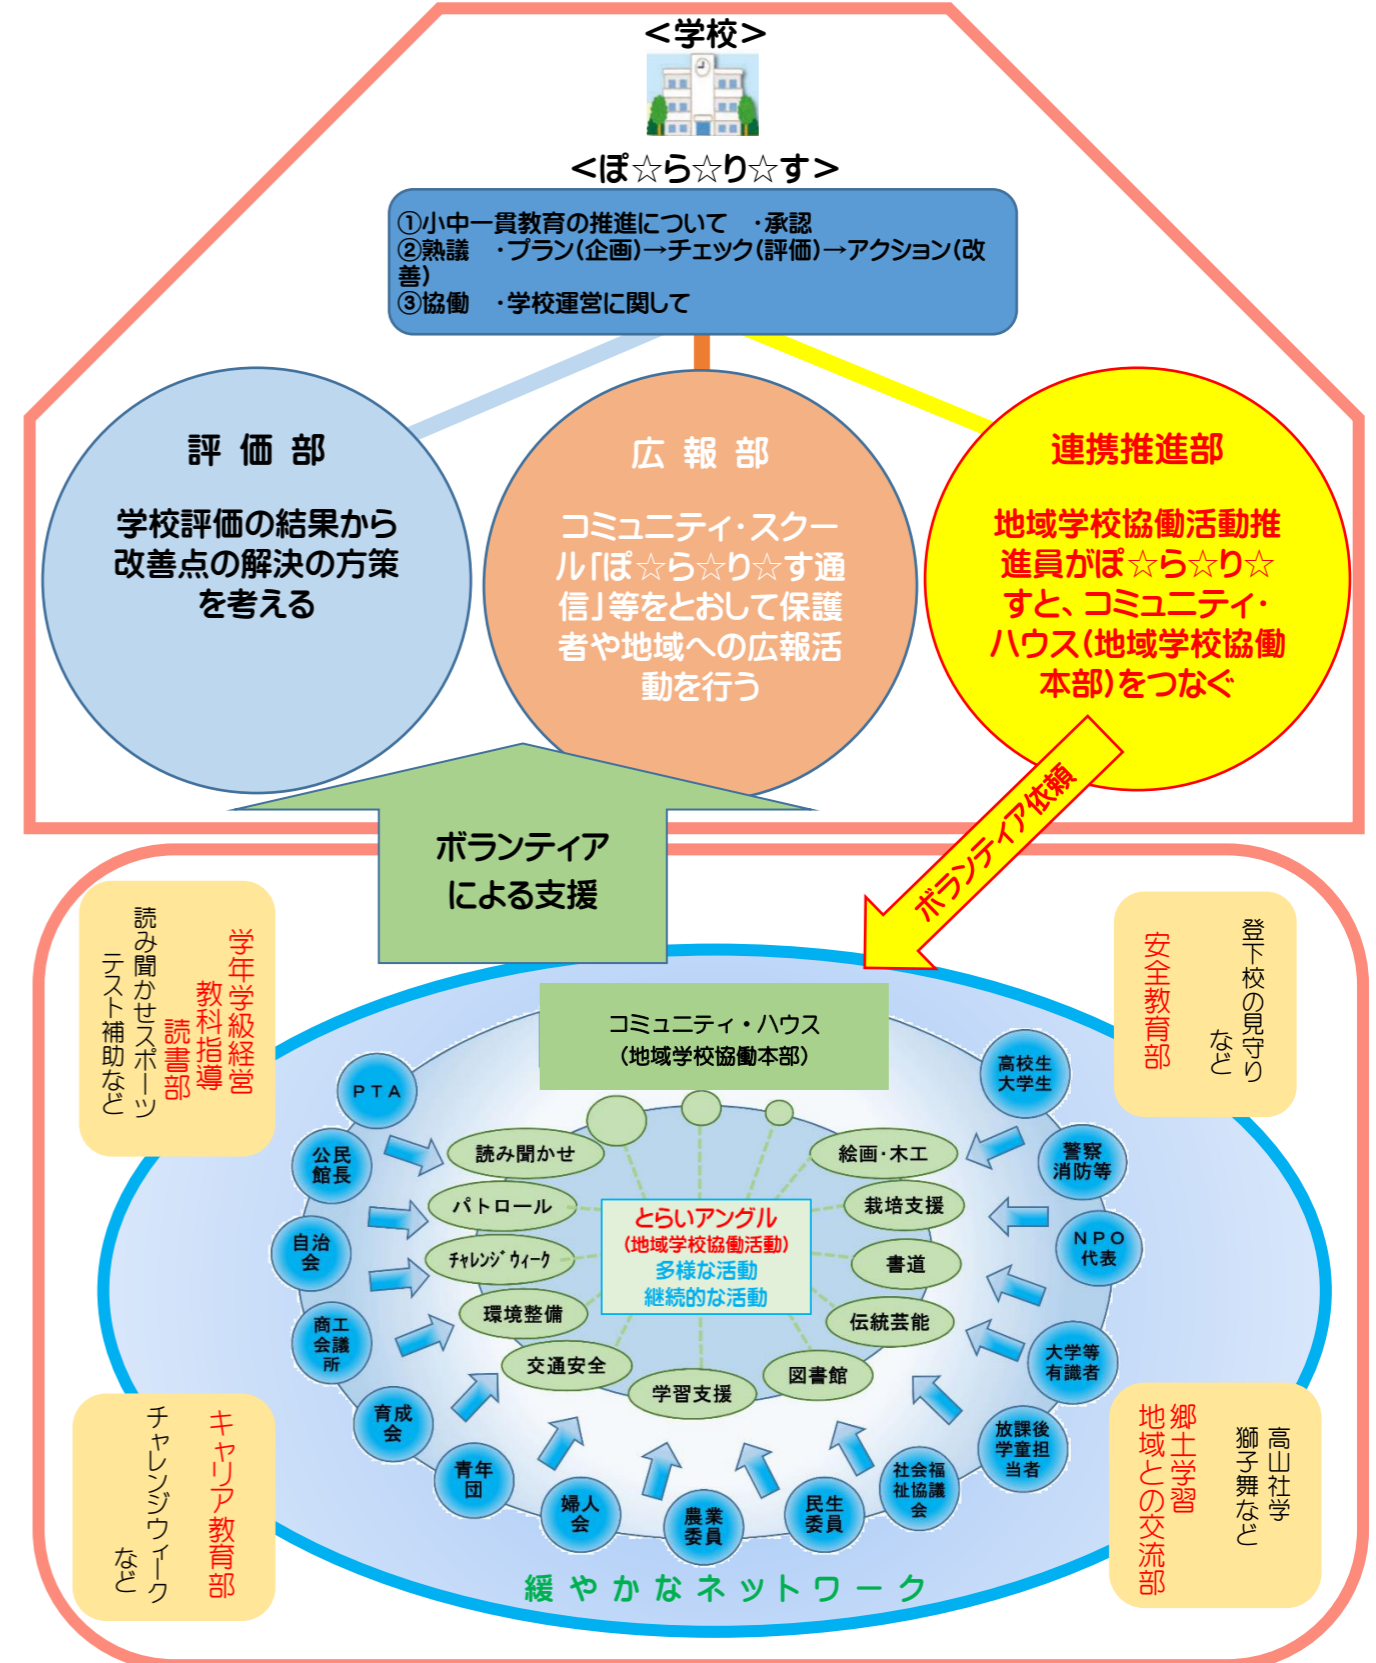 ＜学校＞
＜ぽ☆ら☆り☆す＞
①小中一貫教育の推進について　・承認
②熟議　・プラン(企画)→チェック(評価)→アクション(改
善)
③協働　・学校運営に関して
評 価 部
学校評価の結果から
改善点の解決の方策
を考える
広 報 部
コミュニティ・スクー
ル「ぽ☆ら☆り☆す通
信」等をとおして保護
者や地域への広報活
動を行う
連携推進部
地域学校協働活動推
進員がぽ☆ら☆り☆
すと、コミュニティ・
ハウス(地域学校協働
本部)をつなぐ
ボランティア
による支援
ボランティア依頼
学年学級経営
教科指導
読書部
読み聞かせスポーツ
テスト補助など
登下校の見守り
など
安全教育部
コミュニティ・ハウス
(地域学校協働本部)
PTA
公民
館長
自治
会
商工
会議
所
育成
会
青年
団
婦人
会
農業
委員
民生
委員
社会福
祉協議
会
放課後
学童担
当者
大学等
有識者
NPO
代表
警察
消防等
高校生
大学生
読み聞かせ
パトロール
チャレンジウィーク
環境整備
交通安全
学習支援
図書館
伝統芸能
書道
栽培支援
絵画・木工
とらいアングル
(地域学校協働活動)
多様な活動
継続的な活動
キャリア教育部
チャレンジウィーク
など
高山社学
獅子舞など
郷土学習
地域との交流部
緩やかなネットワーク